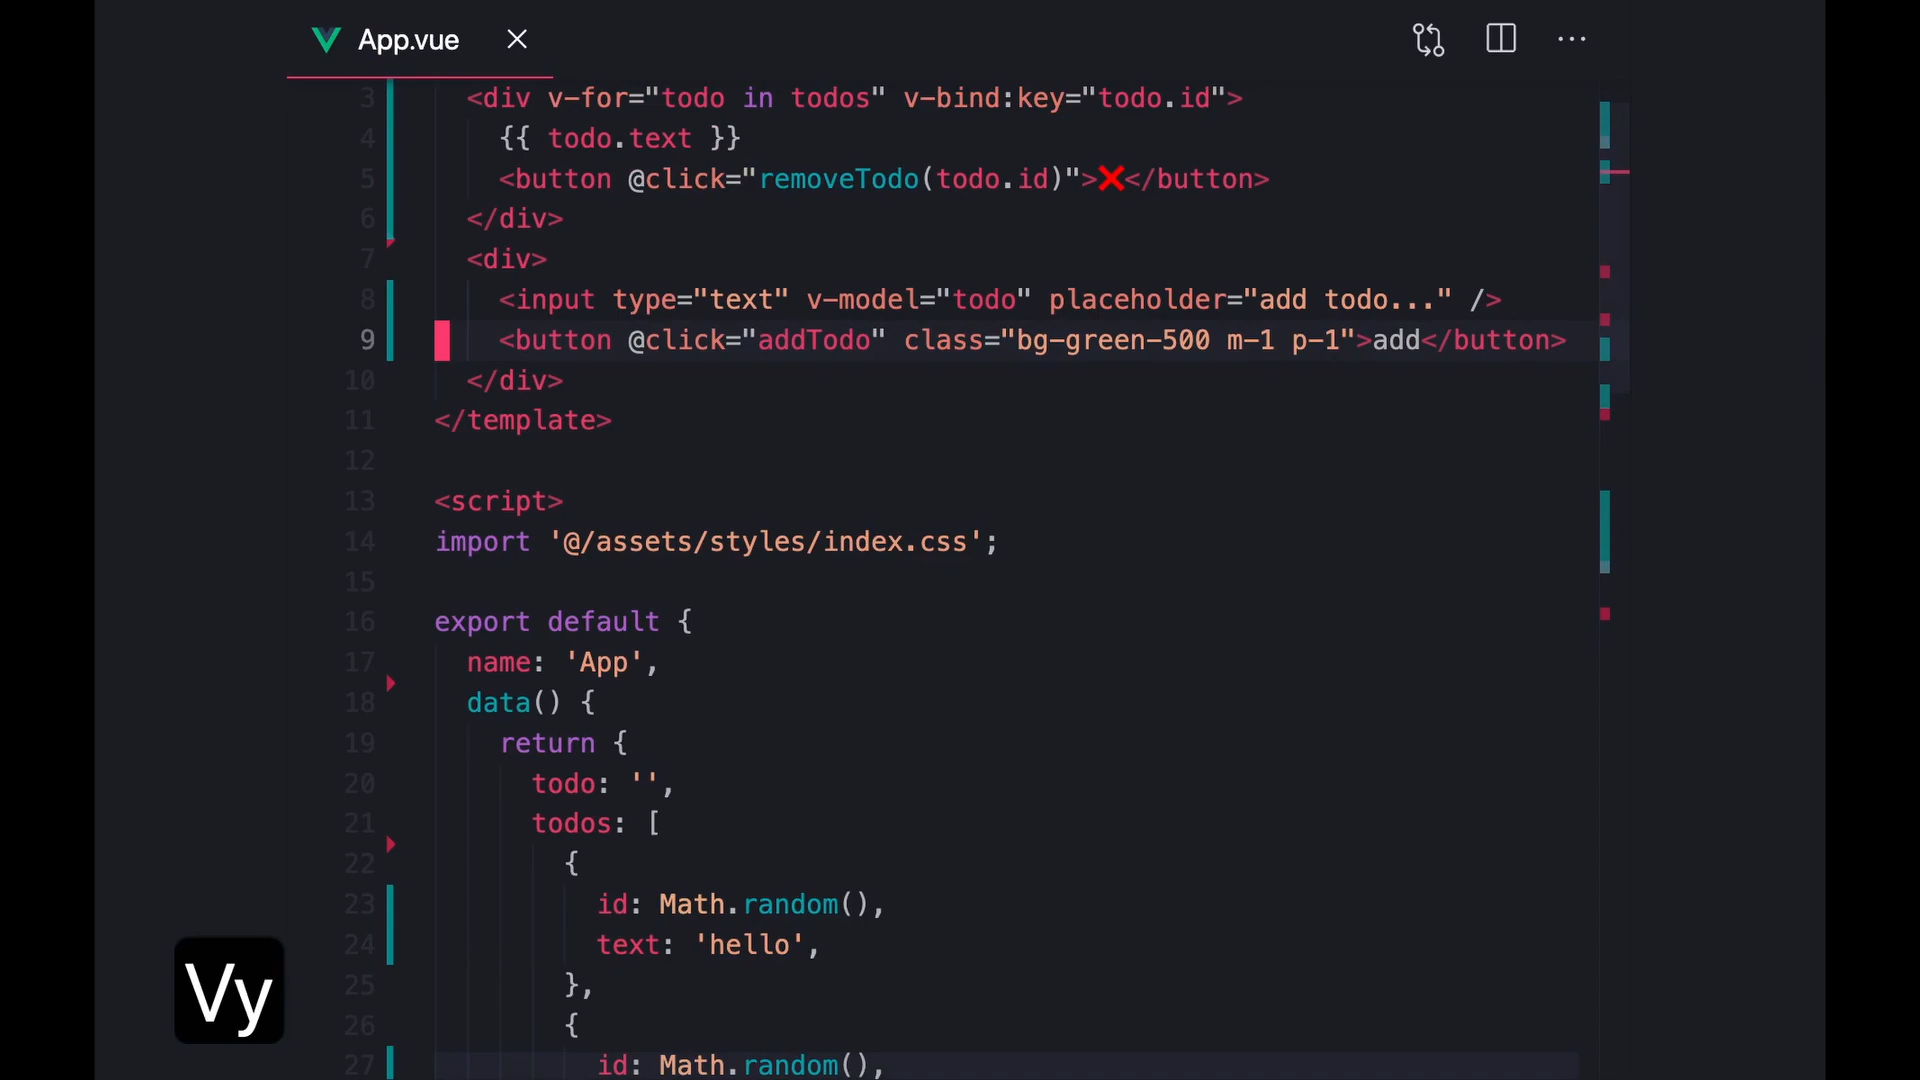 App.vue
3 <div v-for="todo in todos" v-bind:key="todo.id">
4 {{ todo.text }}
5 <button @click="removeTodo(todo.id)">❌</button>
6 </div>
7 <div>
8 <input type="text" v-model="todo" placeholder="add todo..." />
9 <button @click="addTodo" class="bg-green-500 m-1 p-1">add</button>
10 </div>
11 </template>
12
13 <script>
14 import '@/assets/styles/index.css';
15
16 export default {
17 name: 'App',
18 data() {
19 return {
20 todo: '',
21 todos: [
22 {
23 id: Math.random(),
24 text: 'hello',
25 },
26 {
27 id: Math.random(),
Vy